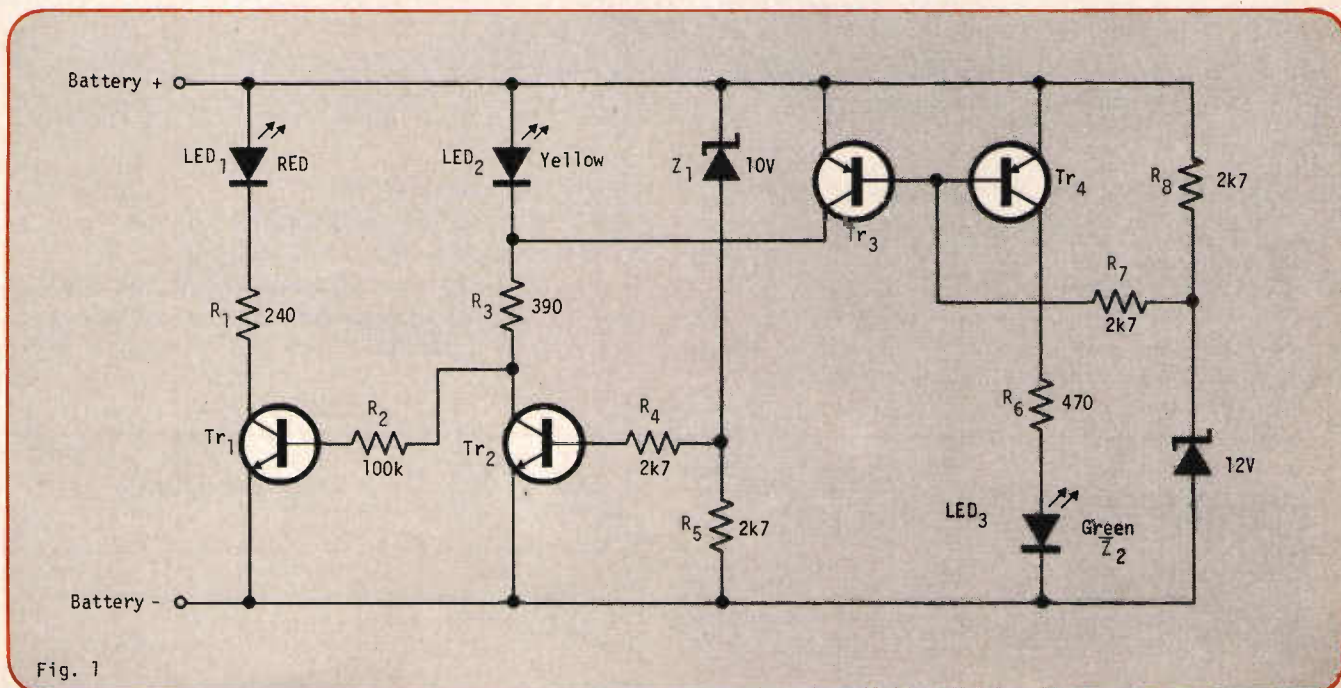 Battery +
LED1 RED
LED2 Yellow
Z1 10V
Tr3
Tr4
R8 2k7
R1 240
R3 390
R7
2k7
R2
100k
Tr1
Tr2
R4
2k7
R6 470
12V
R5 2k7
LED3
Green
Z2
Battery -
Fig. 1